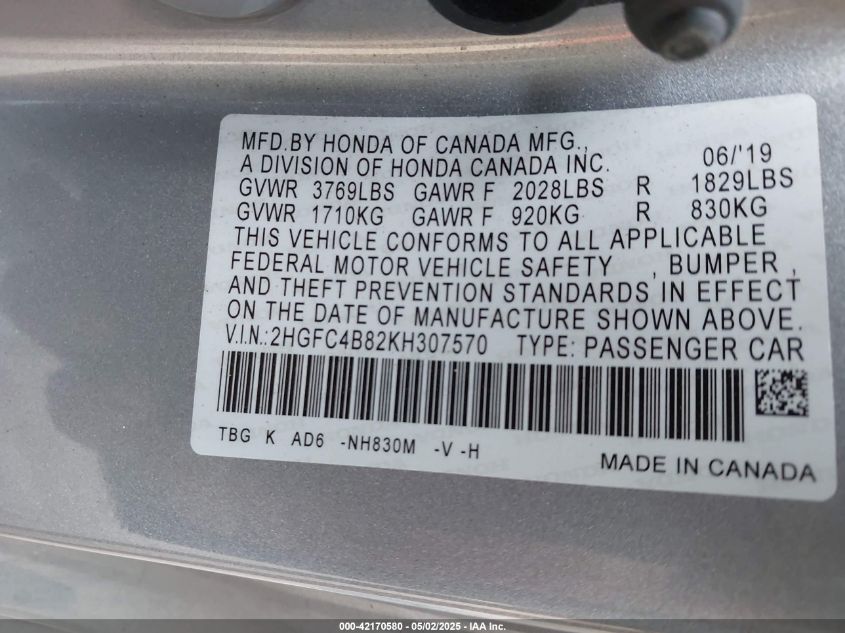 MFD.BY HONDA OF CANADA MFG., 06/'19
A DIVISION OF HONDA CANADA INC.
GVWR 3769LBS GAWR F 2028LBS R 1829LBS
GVWR 1710KG GAWR F 920KG R 830KG
THIS VEHICLE CONFORMS TO ALL APPLICABLE
FEDERAL MOTOR VEHICLE SAFETY , BUMPER ,
AND THEFT PREVENTION STANDARDS IN EFFECT
ON THE DATE OF MANUFACTURE SHOWN ABOVE.
V.I.N.:2HGFC4B82KH307570 TYPE: PASSENGER CAR
TBG K AD6 -NH830M -V -H
MADE IN CANADA
000-42170580 - 05/02/2025 - IAA Inc.